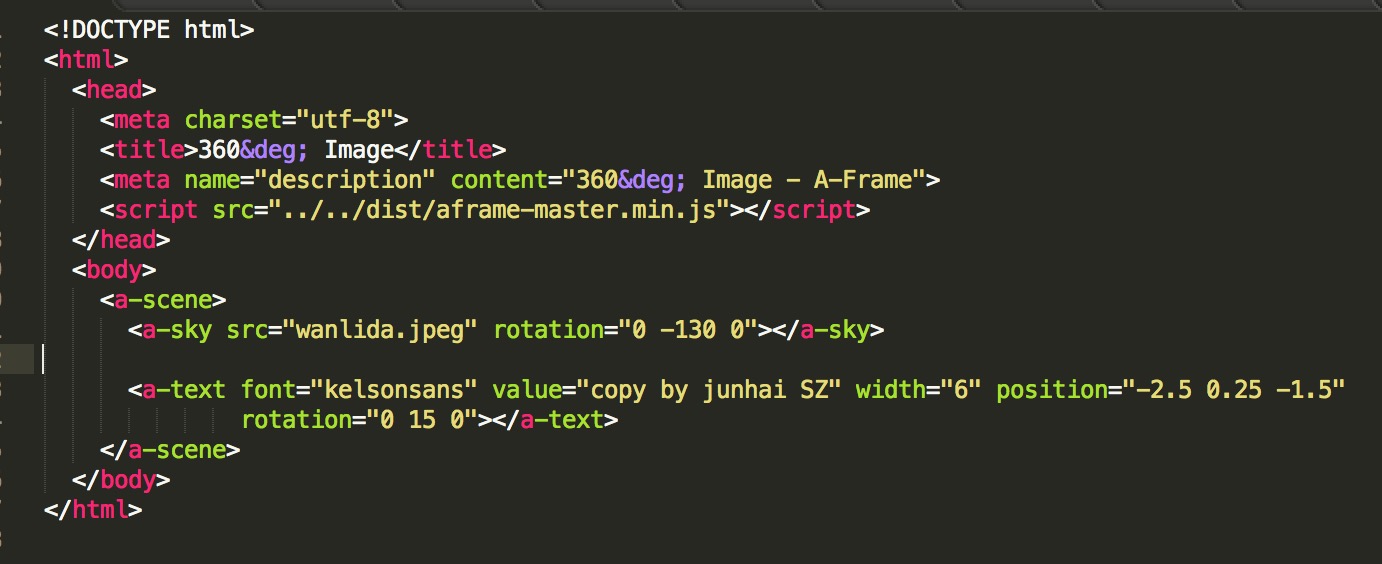 <!DOCTYPE html>
<html>
<head>
<meta charset="utf-8">
<title>360&deg; Image</title>
<meta name="description" content="360&deg; Image – A-Frame">
<script src="../../dist/aframe-master.min.js"></script>
</head>
<body>
<a-scene>
<a-sky src="wanlida.jpeg" rotation="0 -130 0"></a-sky>
<a-text font="kelsonsans" value="copy by junhai SZ" width="6" position="-2.5 0.25 -1.5"
rotation="0 15 0"></a-text>
</a-scene>
</body>
</html>